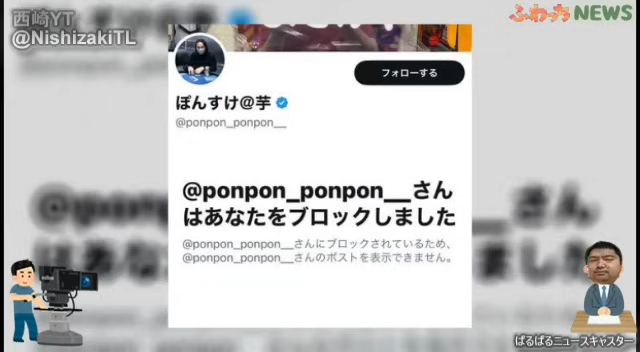 西崎YT
@NishizakiTL
ふわっち NEWS
フォローする
ぽんすけ@芋
@ponpon_ponpon__
@ponpon_ponpon__さん
はあなたをブロックしました
@ponpon_ponpon__さんにブロックされているため、
@ponpon_ponpon__さんのポストを表示できません。
ぱるぱるニュースキャスター